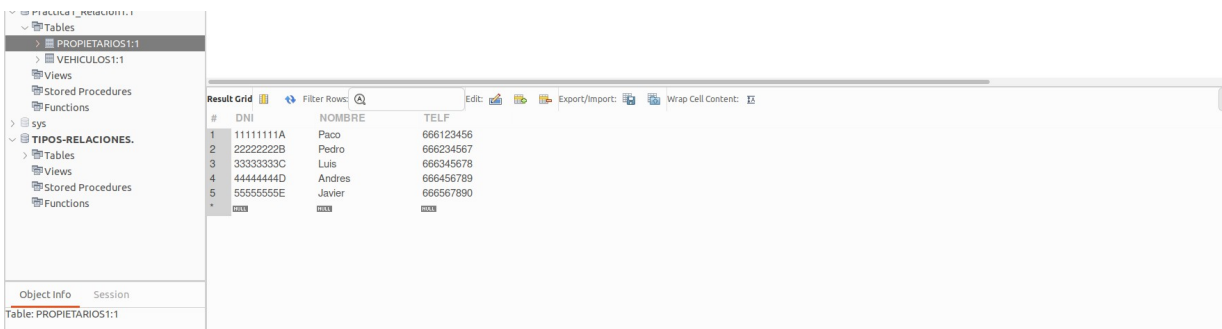 Practica1_Relacion1:1
Tables
PROPIETARIOS1:1
VEHICULOS1:1
Views
Stored Procedures
Functions
sys
TIPOS-RELACIONES.
Tables
Views
Stored Procedures
Functions
Object Info Session
Table: PROPIETARIOS1:1
Result Grid Filter Rows: Edit: Export/Import: Wrap Cell Content:
# DNI NOMBRE TELF
1 11111111A Paco 666123456
2 22222222B Pedro 666234567
3 33333333C Luis 666345678
4 44444444D Andres 666456789
5 55555555E Javier 666567890
* NULL NULL NULL